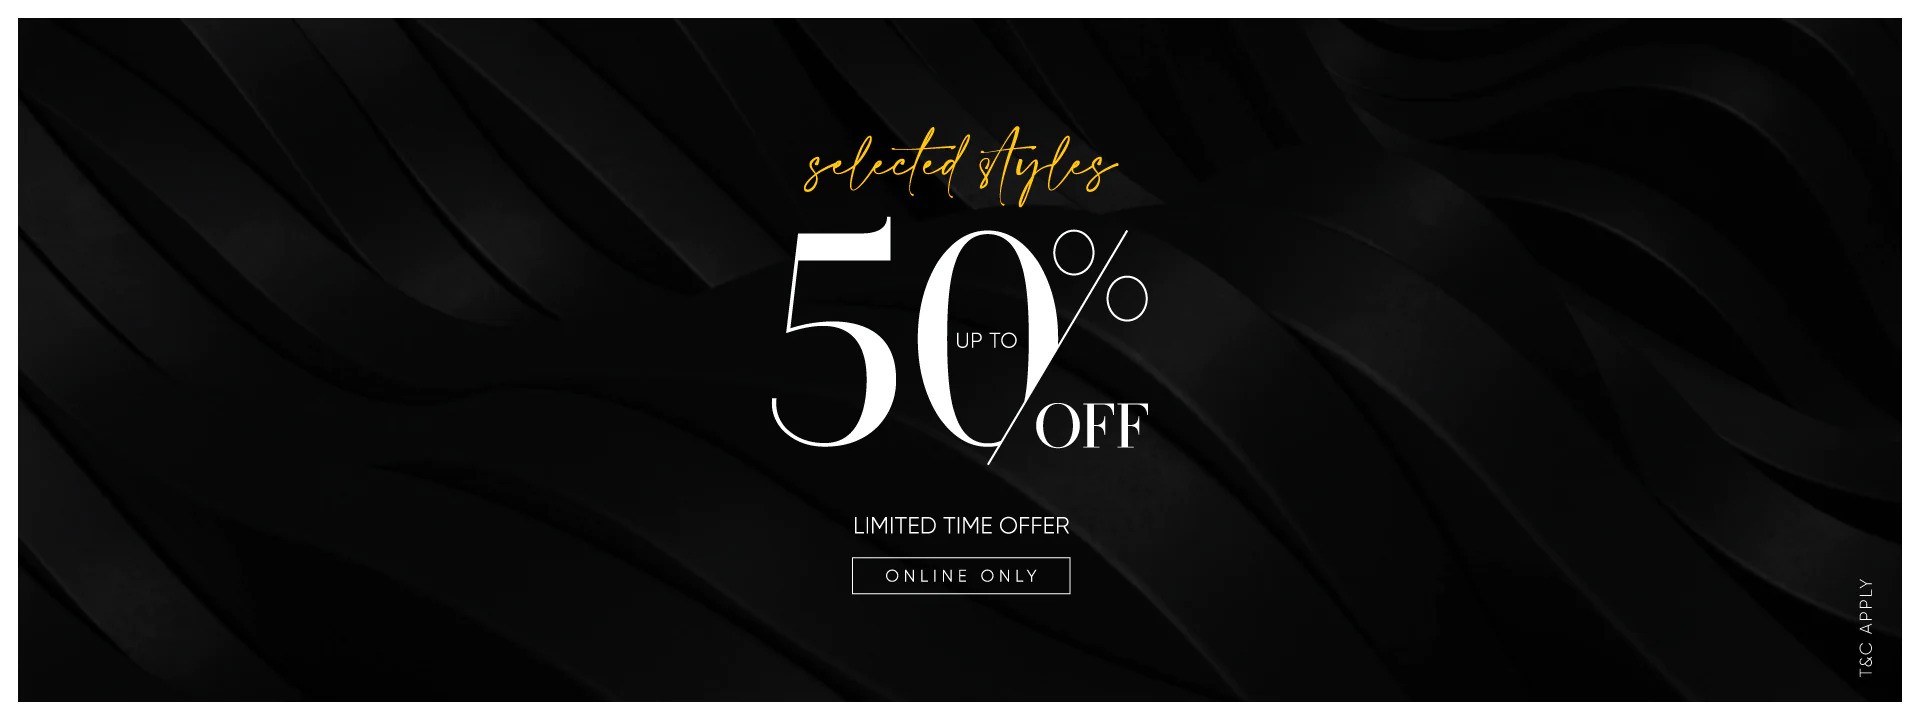 selected styles
50%
UP TO
OFF
LIMITED TIME OFFER
ONLINE ONLY
T&C APPLY